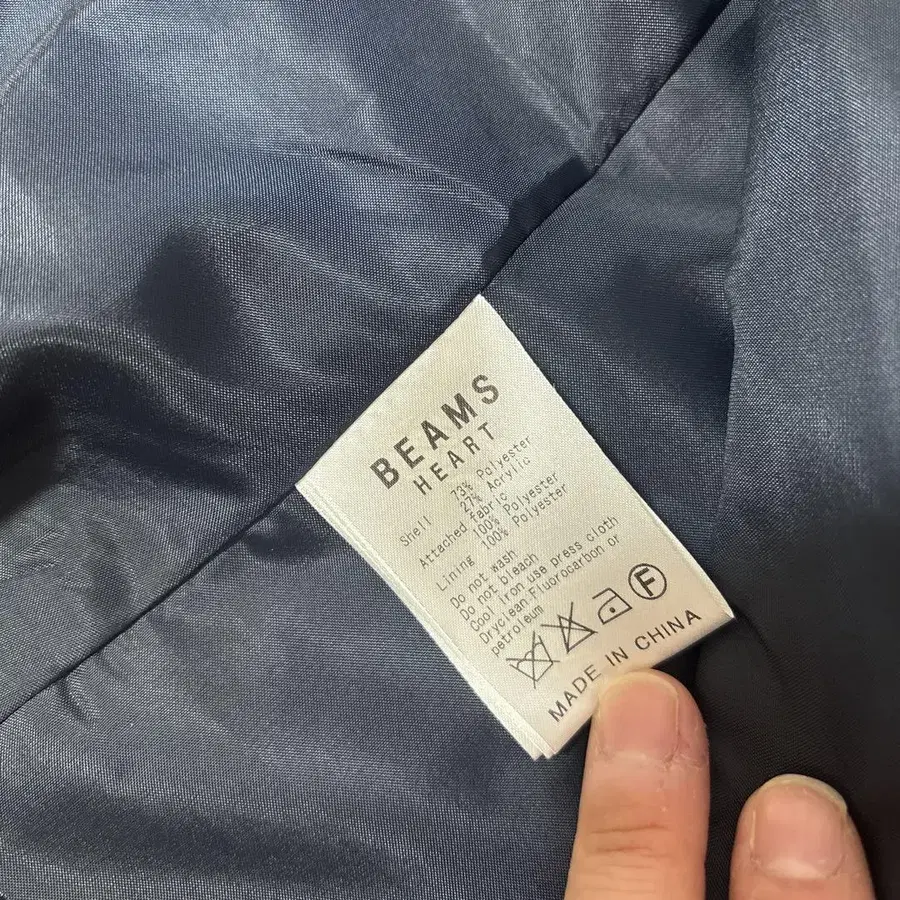 BEAMS
HEART
Shell 73% Polyester
27% Acrylic
Attached fabric
100% Polyester
Lining 100% Polyester
Do not wash
Do not bleach
Cool Iron use press cloth
Dryclean-Fluorocarbon or
petroleum
F
MADE IN CHINA